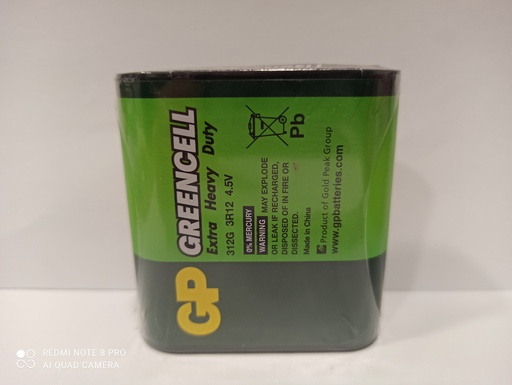 GP
GREENCELL
Extra Heavy Duty
312G 3R12 4.5V
0% MERCURY
WARNING MAY EXPLODE
OR LEAK IF RECHARGED,
DISPOSED OF IN FIRE OR
DISSECTED.
Made in China
Pb
Product of Gold Peak Group
www.gpbatteries.com
REDMI NOTE 8 PRO
AI QUAD CAMERA